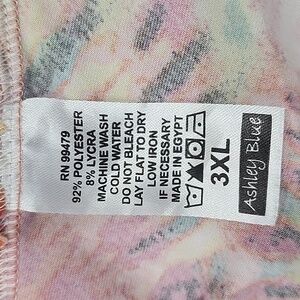 RN 99479
92% POLYESTER
8% LYCRA
MACHINE WASH
COLD WATER
DO NOT BLEACH
LAY FLAT TO DRY
LOW IRON
IF NECESSARY
MADE IN EGYPT
3XL
Ashley Blue